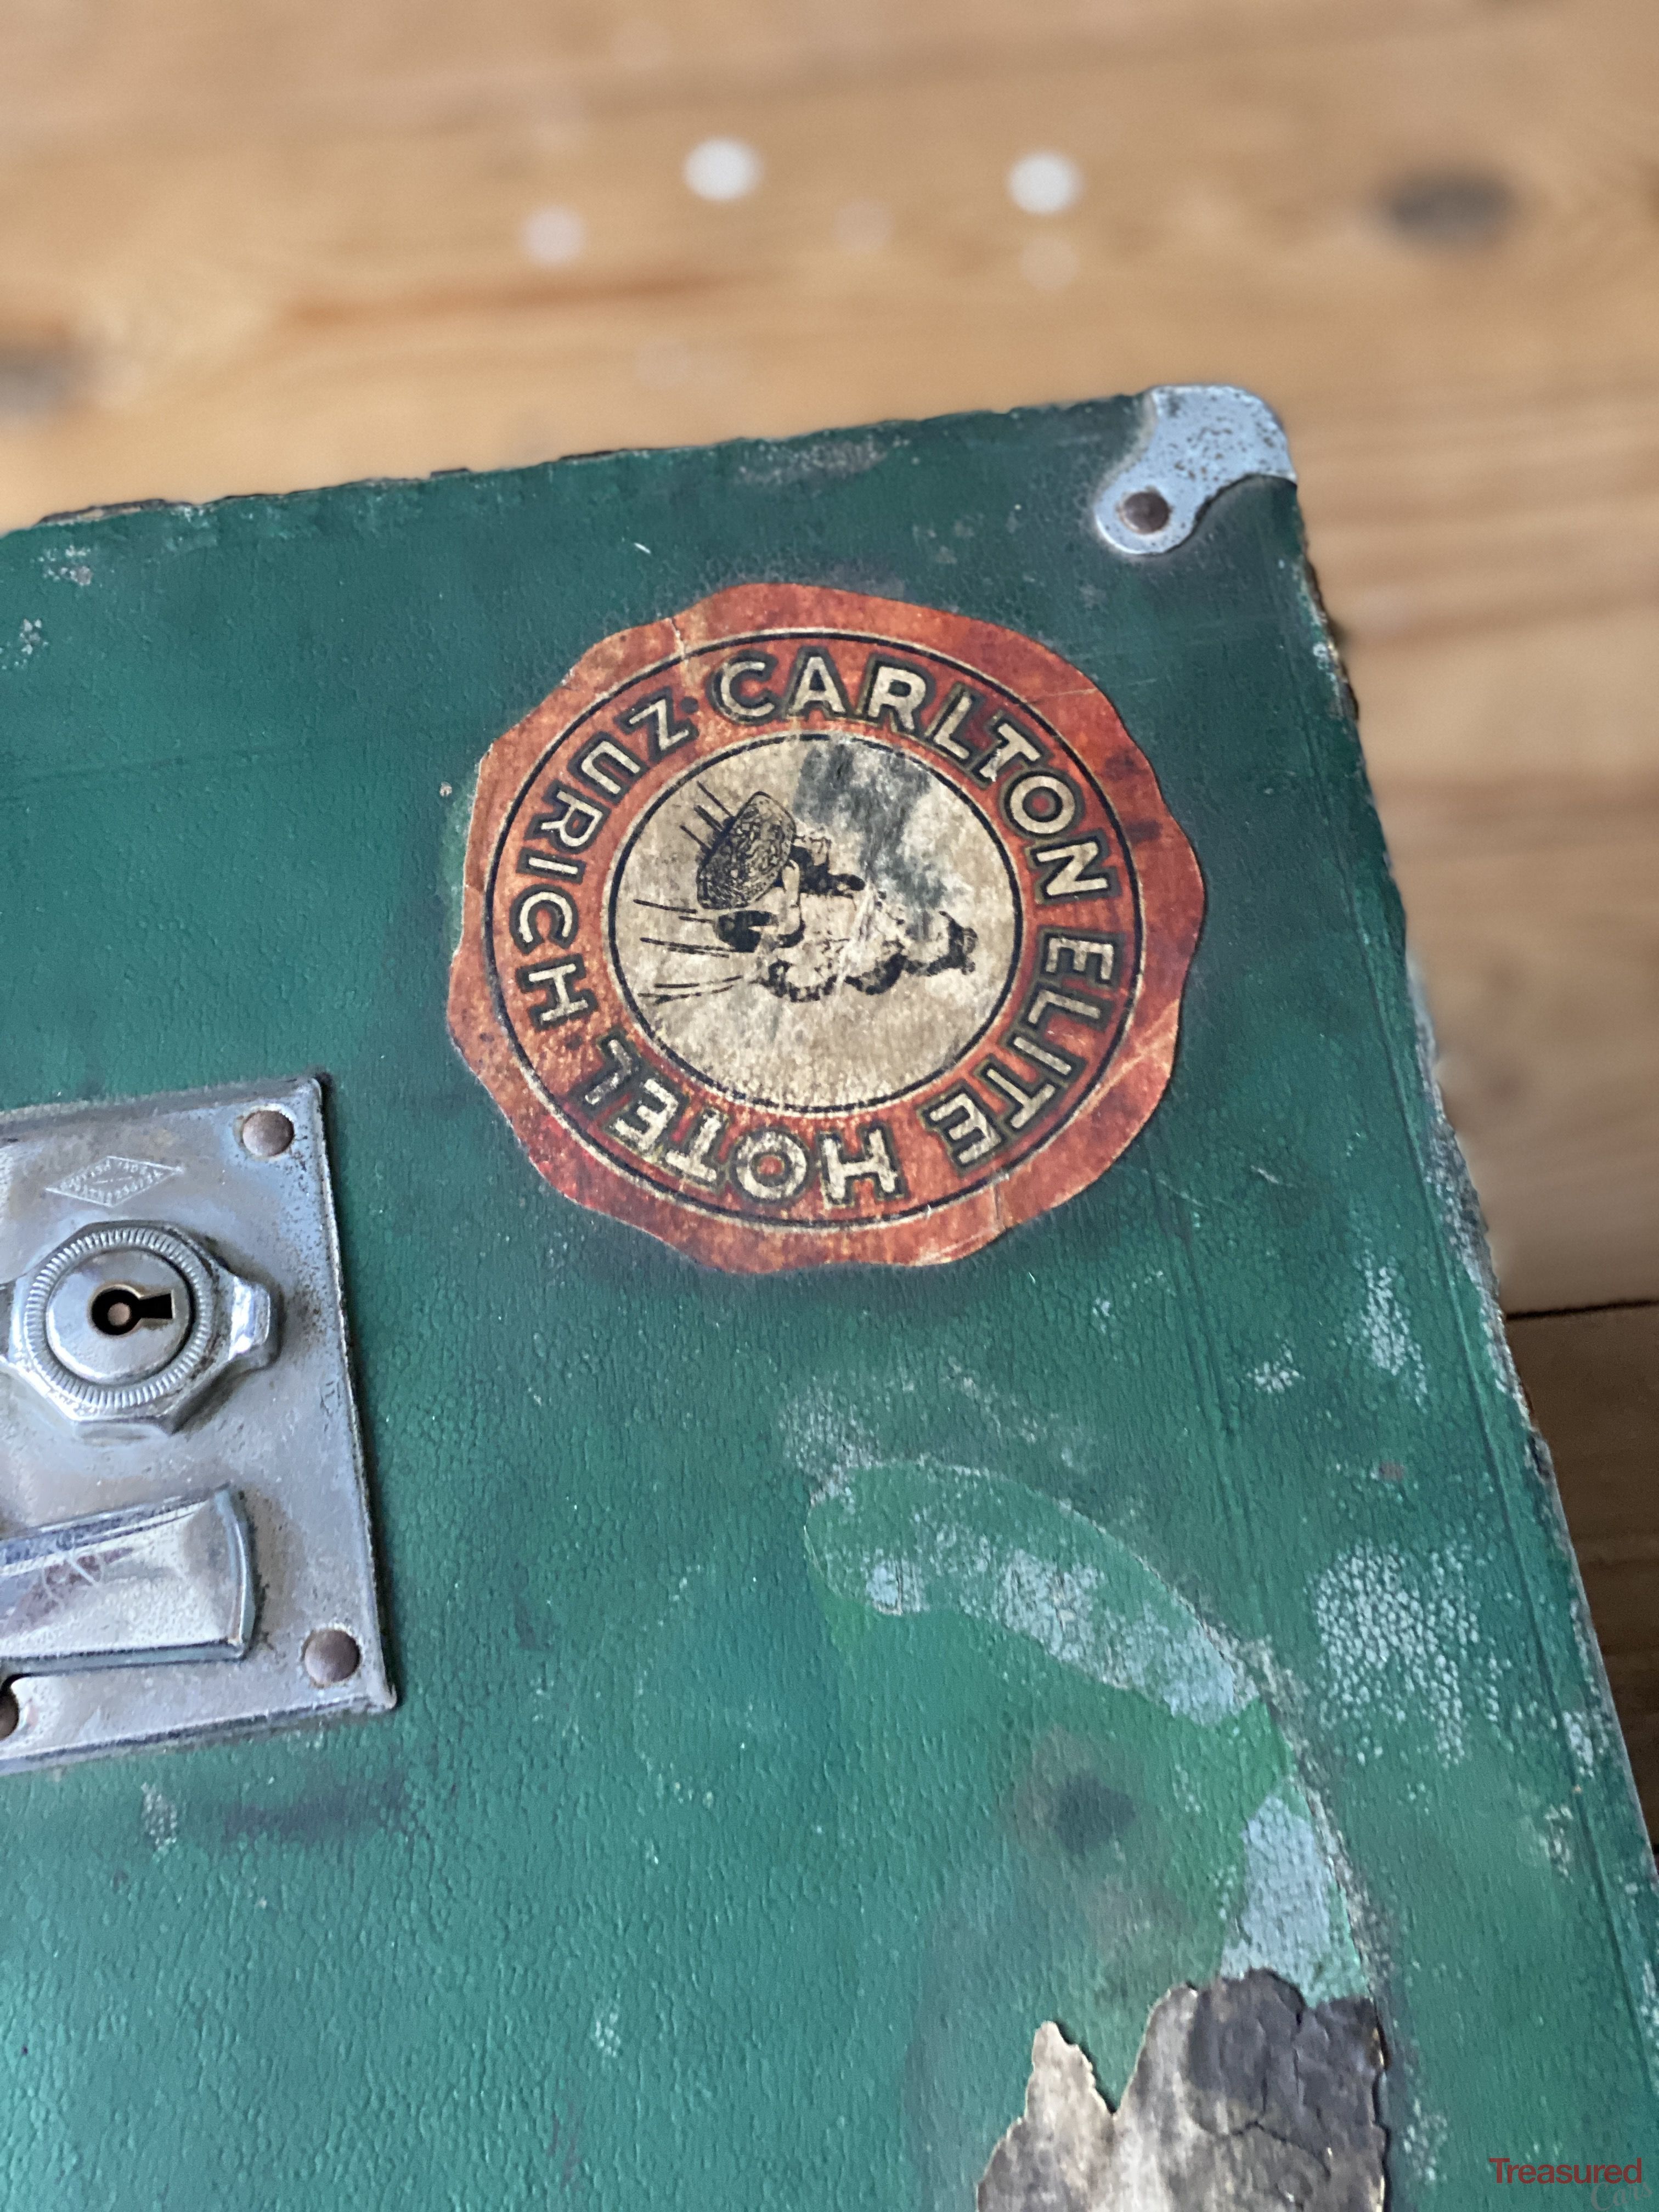 CARLTON ELITE HOTEL · ZURICH ·
Treasured